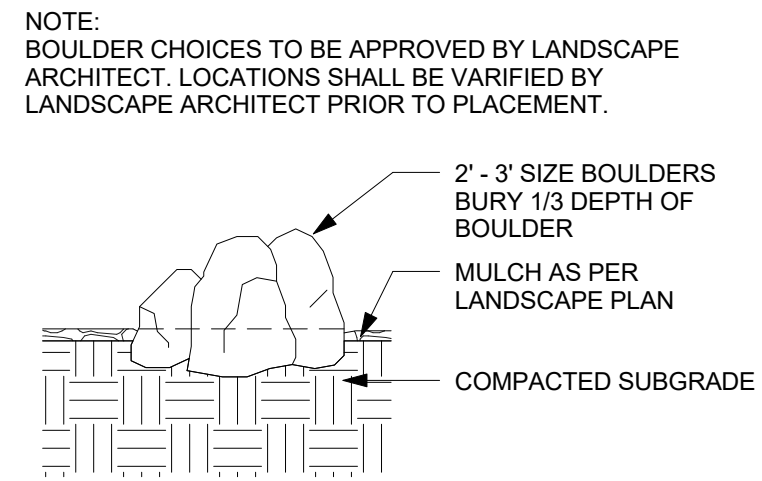 NOTE:
BOULDER CHOICES TO BE APPROVED BY LANDSCAPE
ARCHITECT. LOCATIONS SHALL BE VARIFIED BY
LANDSCAPE ARCHITECT PRIOR TO PLACEMENT.
2' - 3' SIZE BOULDERS
BURY 1/3 DEPTH OF
BOULDER
MULCH AS PER
LANDSCAPE PLAN
COMPACTED SUBGRADE